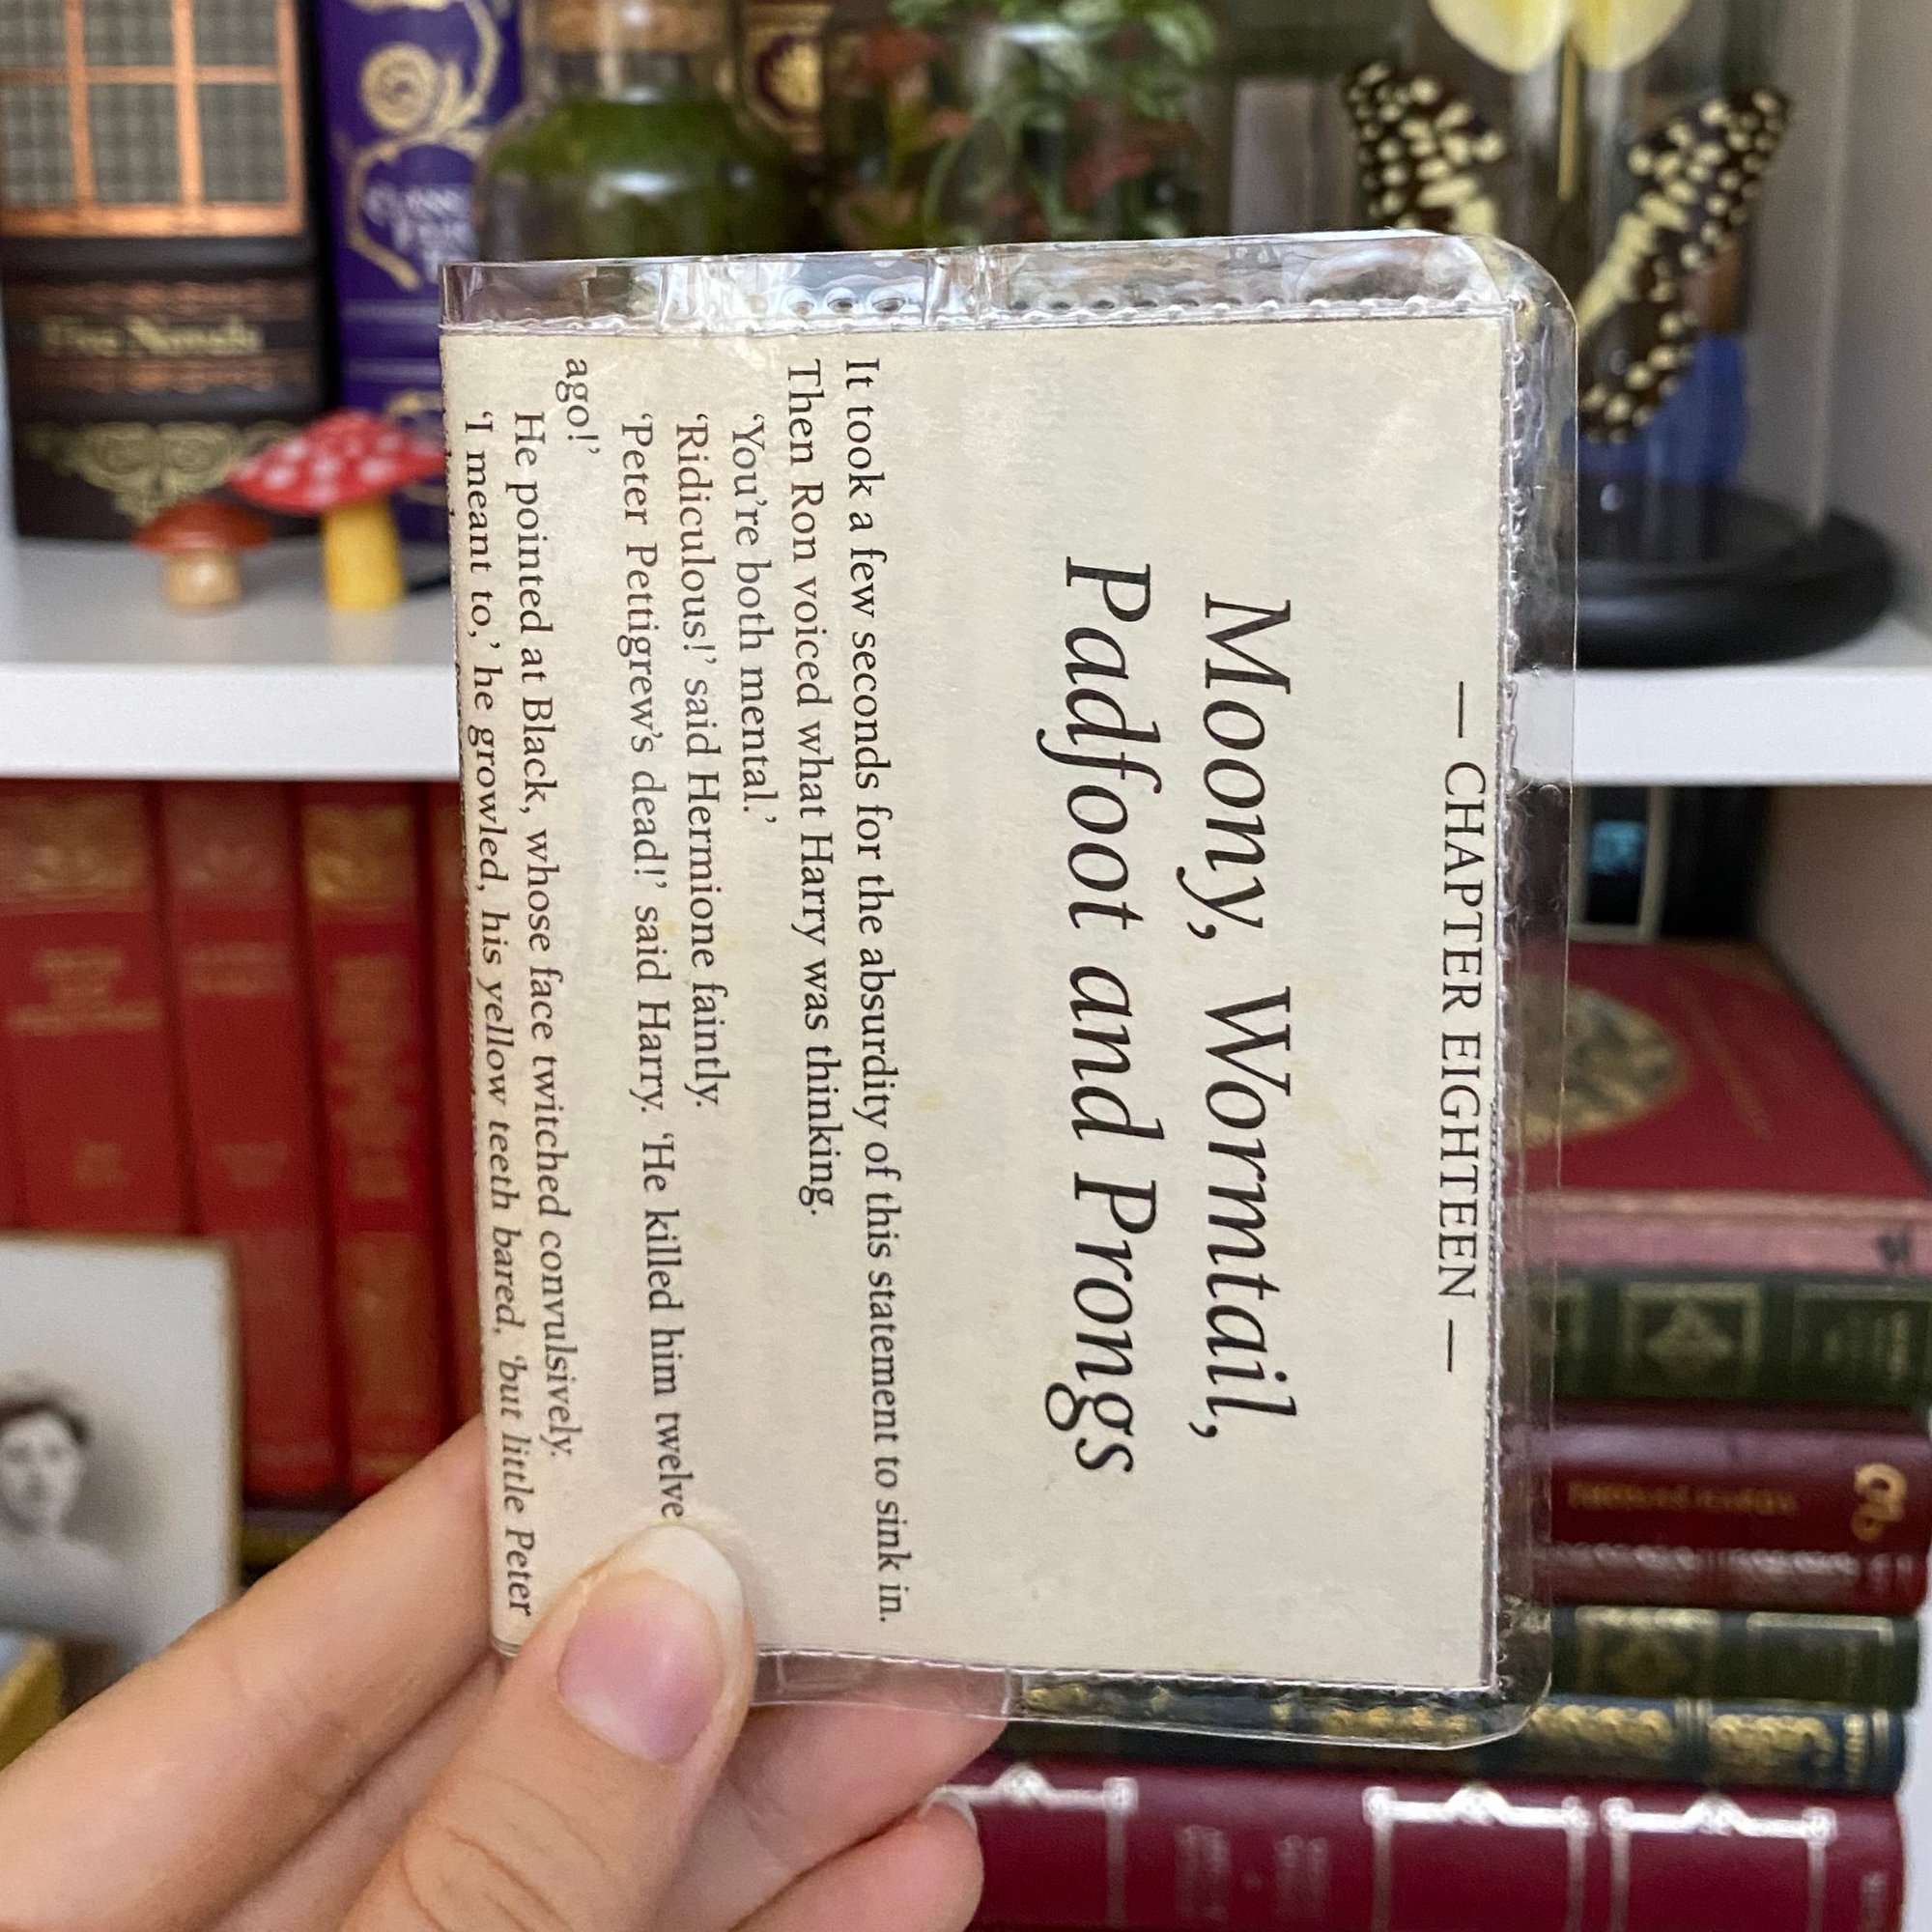 — CHAPTER EIGHTEEN —
Moony, Wormtail,
Padfoot and Prongs
It took a few seconds for the absurdity of this statement to sink in.
Then Ron voiced what Harry was thinking.
‘You’re both mental.’
‘Ridiculous!’ said Hermione faintly.
‘Peter Pettigrew’s dead!’ said Harry. ‘He killed him twelve
ago!’
He pointed at Black, whose face twitched convulsively.
‘I meant to,’ he growled, his yellow teeth bared, ‘but little Peter
Five Novels